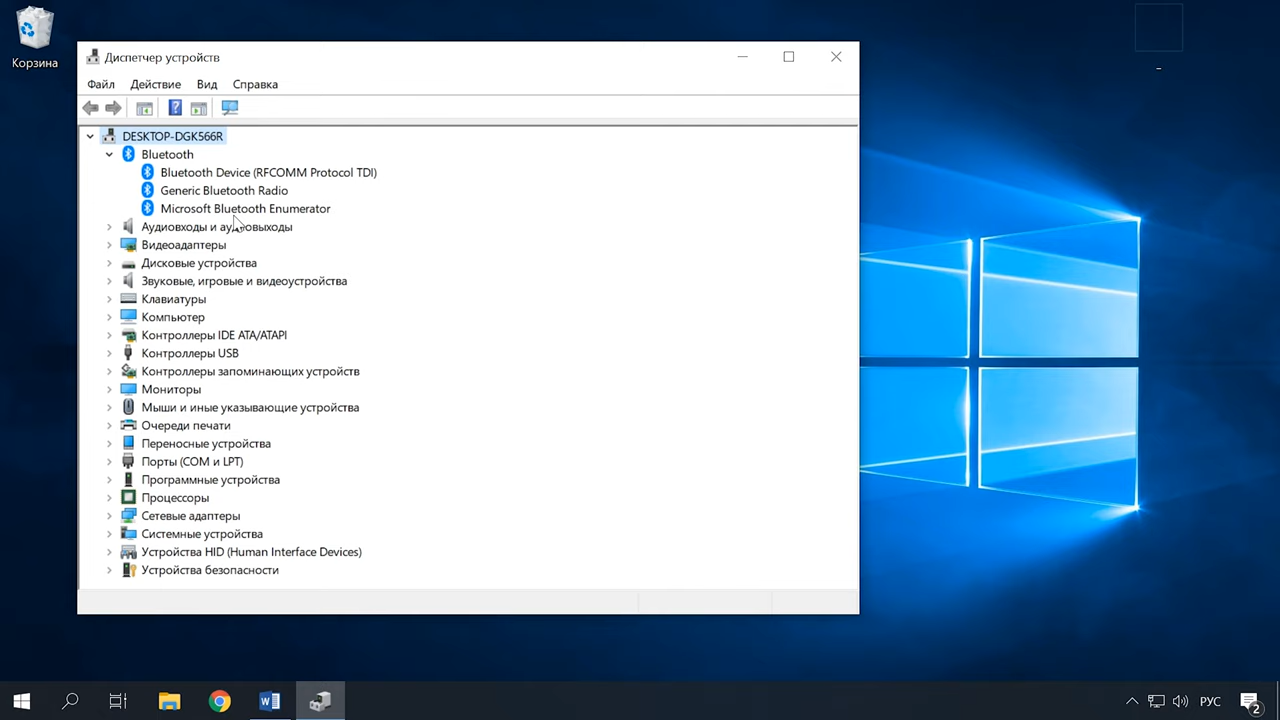 Корзина
Диспетчер устройств
Файл Действие Вид Справка
DESKTOP-DGK566R
Bluetooth
Bluetooth Device (RFCOMM Protocol TDI)
Generic Bluetooth Radio
Microsoft Bluetooth Enumerator
Аудиовходы и аудиовыходы
Видеоадаптеры
Дисковые устройства
Звуковые, игровые и видеоустройства
Клавиатуры
Компьютер
Контроллеры IDE ATA/ATAPI
Контроллеры USB
Контроллеры запоминающих устройств
Мониторы
Мыши и иные указывающие устройства
Очереди печати
Переносные устройства
Порты (COM и LPT)
Программные устройства
Процессоры
Сетевые адаптеры
Системные устройства
Устройства HID (Human Interface Devices)
Устройства безопасности
РУС
2